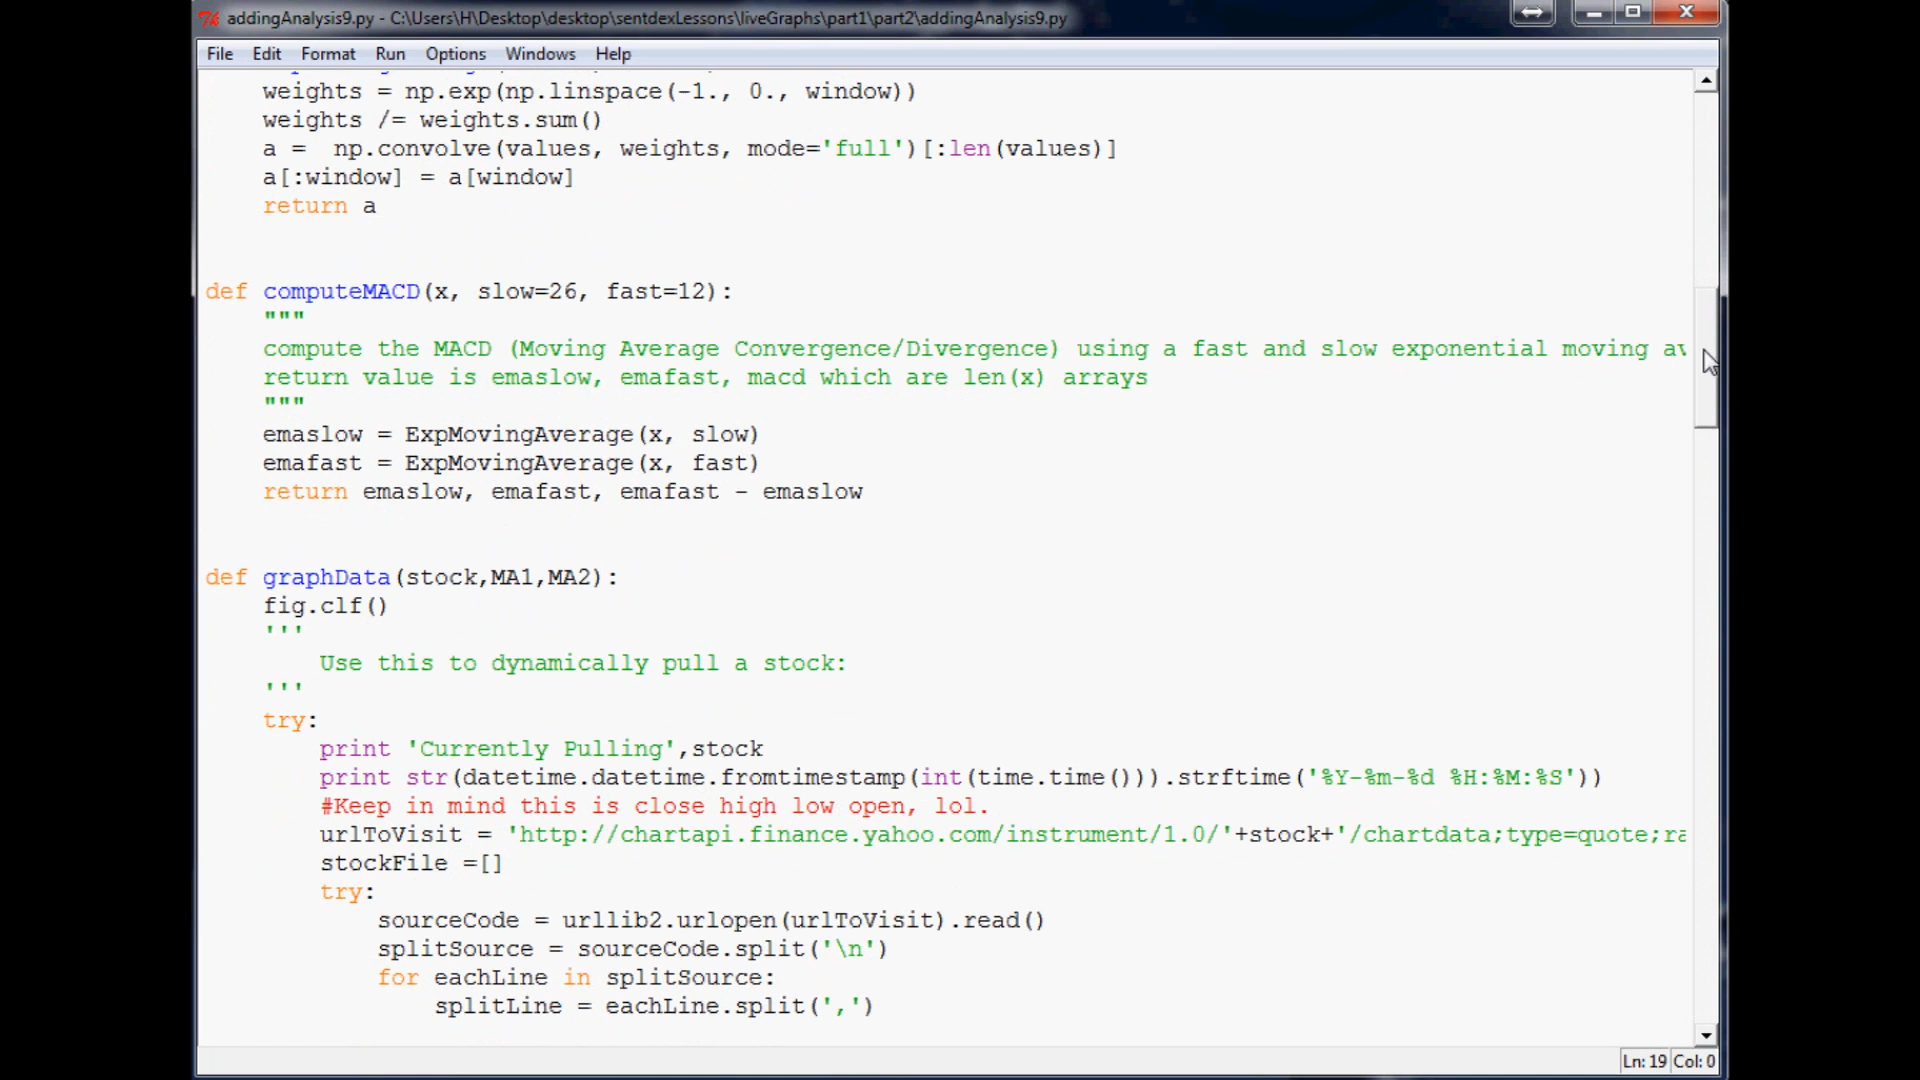 addingAnalysis9.py - C:\Users\H\Desktop\desktop\sentdexLessons\liveGraphs\part1\part2\addingAnalysis9.py
File Edit Format Run Options Windows Help
weights = np.exp(np.linspace(-1., 0., window))
weights /= weights.sum()
a =  np.convolve(values, weights, mode='full')[:len(values)]
a[:window] = a[window]
return a
def computeMACD(x, slow=26, fast=12):
"""
compute the MACD (Moving Average Convergence/Divergence) using a fast and slow exponential moving
return value is emaslow, emafast, macd which are len(x) arrays
"""
emaslow = ExpMovingAverage(x, slow)
emafast = ExpMovingAverage(x, fast)
return emaslow, emafast, emafast - emaslow
def graphData(stock,MA1,MA2):
fig.clf()
'''
Use this to dynamically pull a stock:
'''
try:
print 'Currently Pulling',stock
print str(datetime.datetime.fromtimestamp(int(time.time())).strftime('%Y-%m-%d %H:%M:%S'))
#Keep in mind this is close high low open, lol.
urlToVisit = 'http://chartapi.finance.yahoo.com/instrument/1.0/'+stock+'/chartdata;type=quote;ra
stockFile =[]
try:
sourceCode = urllib2.urlopen(urlToVisit).read()
splitSource = sourceCode.split('\n')
for eachLine in splitSource:
splitLine = eachLine.split(',')
Ln: 19 Col: 0